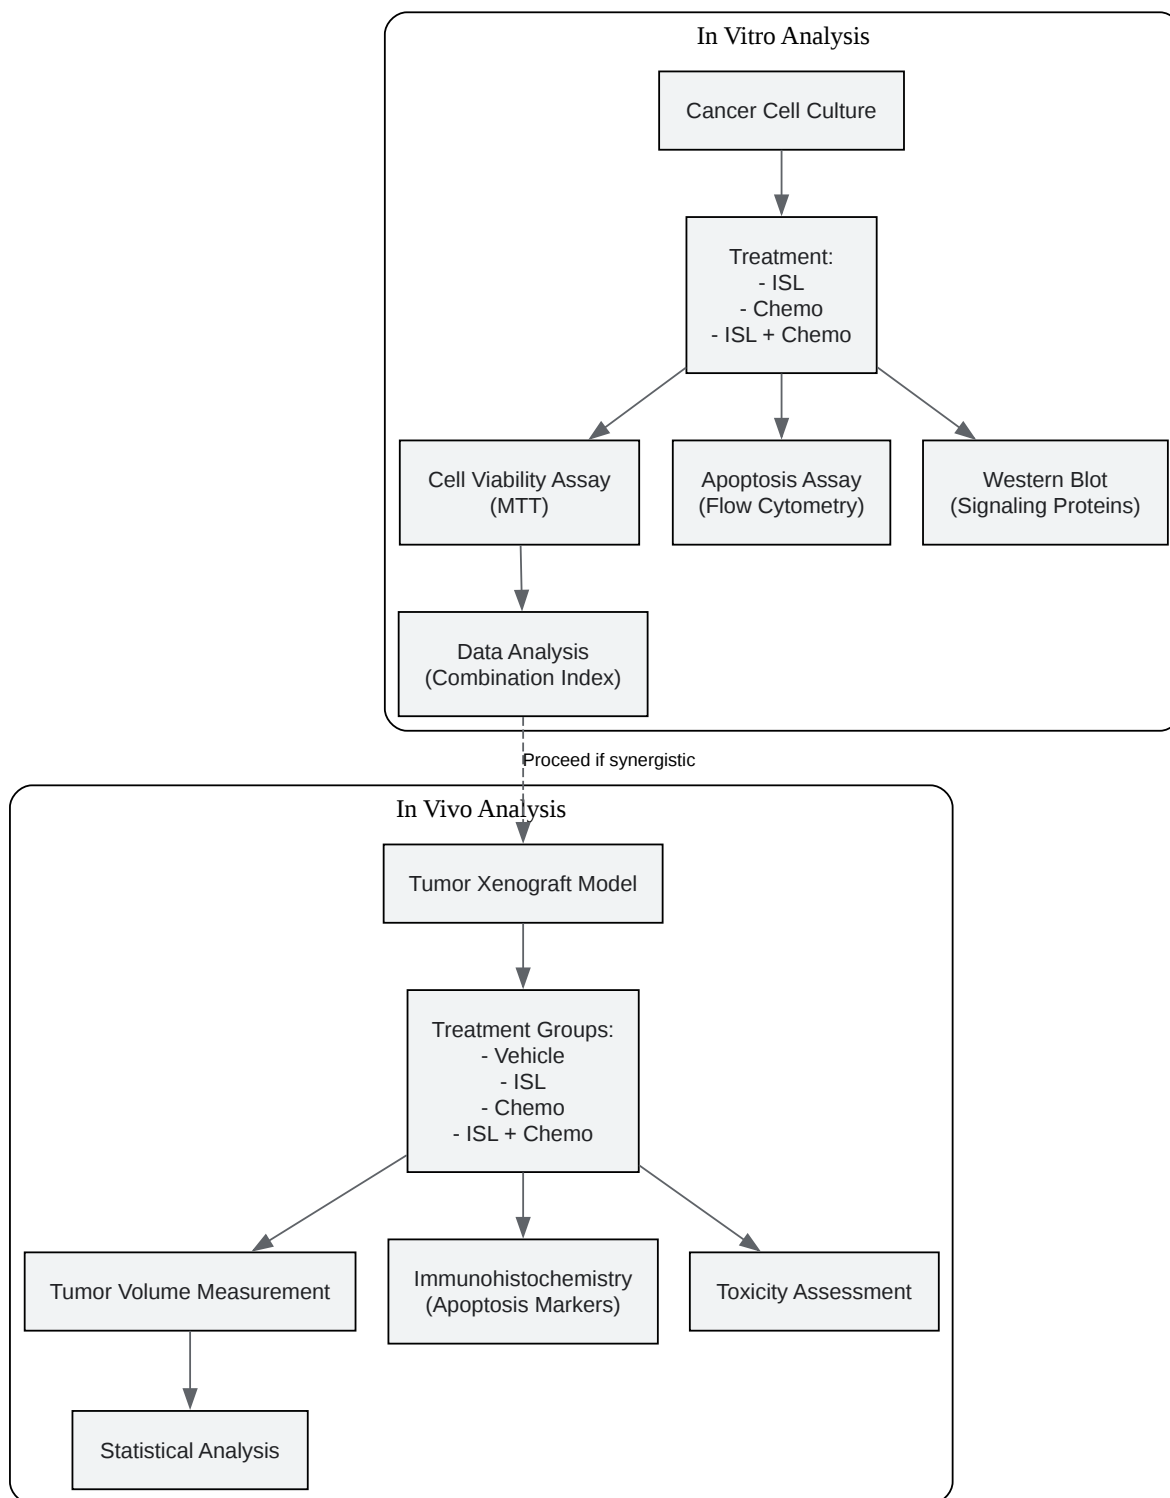 In Vitro Analysis
Cancer Cell Culture
Treatment:
- ISL
- Chemo
- ISL + Chemo
Cell Viability Assay
(MTT)
Apoptosis Assay
(Flow Cytometry)
Western Blot
(Signaling Proteins)
Data Analysis
(Combination Index)
Proceed if synergistic
In Vivo Analysis
Tumor Xenograft Model
Treatment Groups:
- Vehicle
- ISL
- Chemo
- ISL + Chemo
Tumor Volume Measurement
Immunohistochemistry
(Apoptosis Markers)
Toxicity Assessment
Statistical Analysis